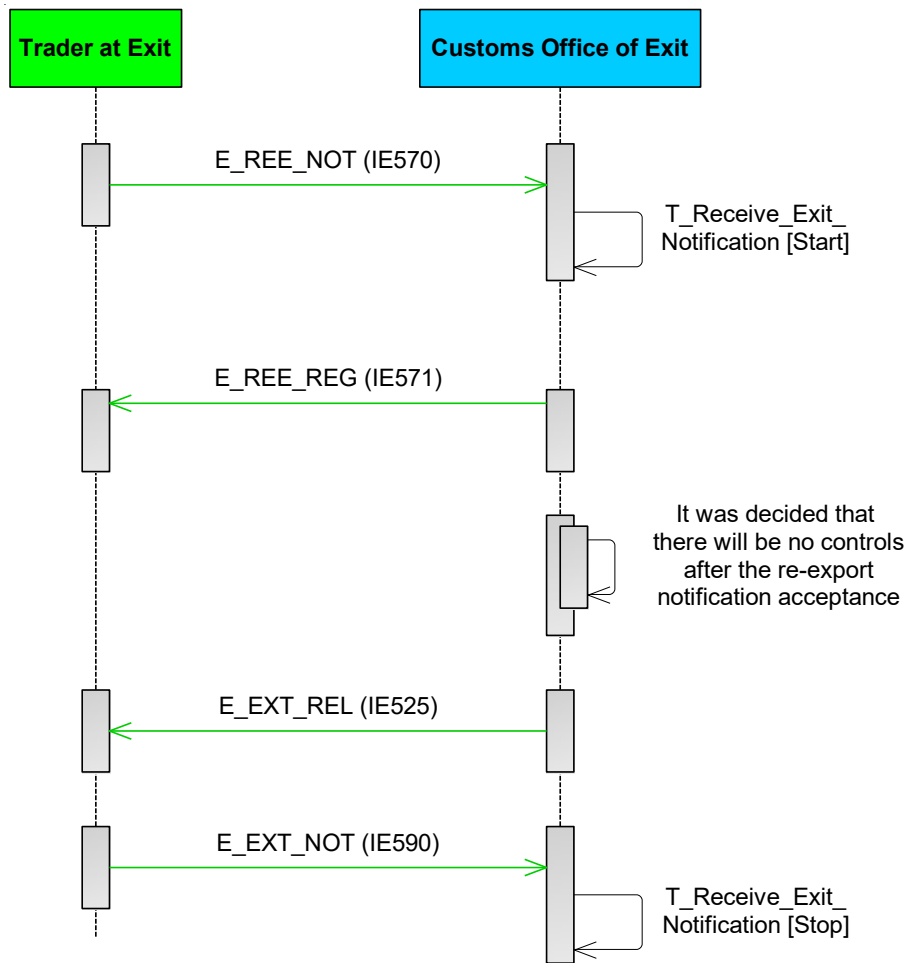 Trader at Exit
Customs Office of Exit
E_REE_NOT (IE570)
T_Receive_Exit_
Notification [Start]
E_REE_REG (IE571)
It was decided that
there will be no controls
after the re-export
notification acceptance
E_EXT_REL (IE525)
E_EXT_NOT (IE590)
T_Receive_Exit_
Notification [Stop]